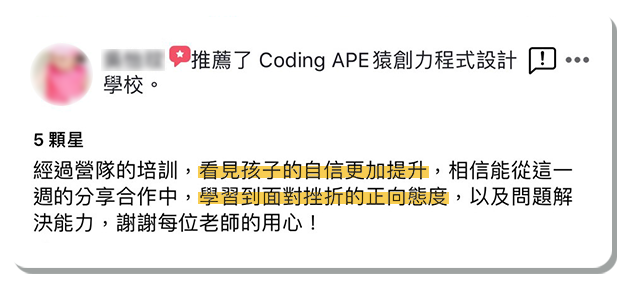 推薦了 Coding APE猿創力程式設計
學校。
5 顆星
經過營隊的培訓，看見孩子的自信更加提升，相信能從這一
週的分享合作中，學習到面對挫折的正向態度，以及問題解
決能力，謝謝每位老師的用心！